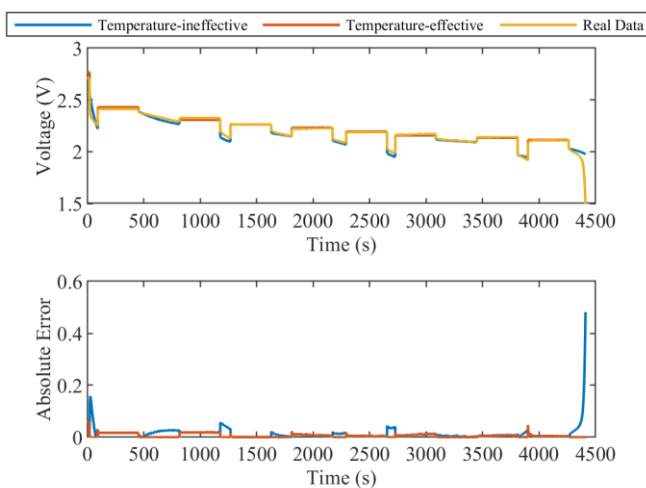 Temperature-ineffective Temperature-effective Real Data
3
2.5
2
1.5
Voltage (V)
0 500 1000 1500 2000 2500 3000 3500 4000 4500
Time (s)
0.6
0.4
0.2
0
Absolute Error
0 500 1000 1500 2000 2500 3000 3500 4000 4500
Time (s)